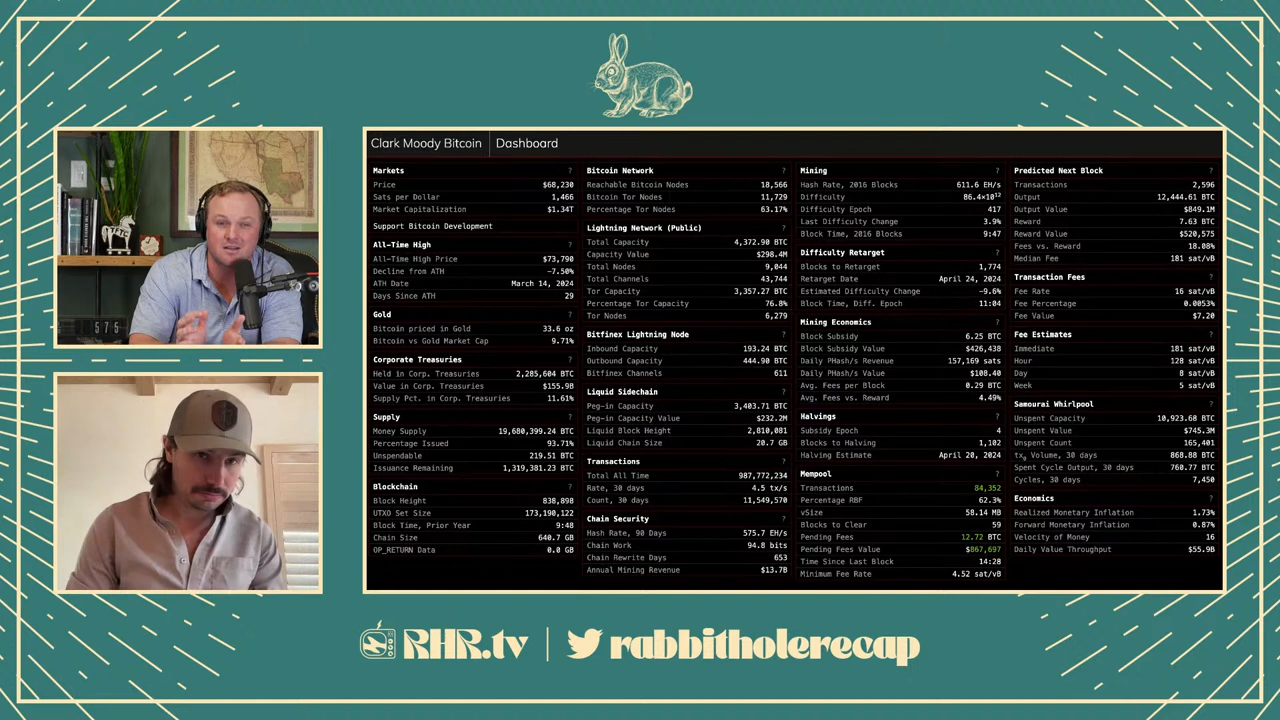 Clark Moody Bitcoin Dashboard
Markets ?
Price $68,230
Sats per Dollar 1,466
Market Capitalization $1.34T
Support Bitcoin Development
All-Time High ?
All-Time High Price $73,790
Decline from ATH -7.50%
ATH Date March 14, 2024
Days Since ATH 29
Gold ?
Bitcoin priced in Gold 33.6 oz
Bitcoin vs Gold Market Cap 9.71%
Corporate Treasuries ?
Held in Corp. Treasuries 2,285,604 BTC
Value in Corp. Treasuries $155.9B
Supply Pct. in Corp. Treasuries 11.61%
Supply ?
Money Supply 19,680,399.24 BTC
Percentage Issued 93.71%
Unspendable 219.51 BTC
Issuance Remaining 1,319,381.23 BTC
Blockchain ?
Block Height 838,898
UTXO Set Size 173,190,122
Block Time, Prior Year 9:48
Chain Size 640.7 GB
OP_RETURN Data 0.0 GB
Bitcoin Network ?
Reachable Bitcoin Nodes 18,566
Bitcoin Tor Nodes 11,729
Percentage Tor Nodes 63.17%
Lightning Network (Public) ?
Total Capacity 4,372.90 BTC
Capacity Value $298.4M
Total Nodes 9,044
Total Channels 43,744
Tor Capacity 3,357.27 BTC
Percentage Tor Capacity 76.8%
Tor Nodes 6,279
Bitfinex Lightning Node ?
Inbound Capacity 193.24 BTC
Outbound Capacity 444.90 BTC
Bitfinex Channels 611
Liquid Sidechain ?
Peg-in Capacity 3,403.71 BTC
Peg-in Capacity Value $232.2M
Liquid Block Height 2,810,081
Liquid Chain Size 20.7 GB
Transactions ?
Total All Time 987,772,234
Rate, 30 days 4.5 tx/s
Count, 30 days 11,549,570
Chain Security ?
Hash Rate, 90 Days 575.7 EH/s
Chain Work 94.8 bits
Chain Rewrite Days 653
Annual Mining Revenue $13.7B
Mining ?
Hash Rate, 2016 Blocks 611.6 EH/s
Difficulty 86.4×10¹²
Difficulty Epoch 417
Last Difficulty Change 3.9%
Block Time, 2016 Blocks 9:47
Difficulty Retarget ?
Blocks to Retarget 1,774
Retarget Date April 24, 2024
Estimated Difficulty Change -9.6%
Block Time, Diff. Epoch 11:04
Mining Economics ?
Block Subsidy 6.25 BTC
Block Subsidy Value $426,438
Daily PHash/s Revenue 157,169 sats
Daily PHash/s Value $108.40
Avg. Fees per Block 0.29 BTC
Avg. Fees vs. Reward 4.49%
Halvings ?
Subsidy Epoch 4
Blocks to Halving 1,102
Halving Estimate April 20, 2024
Mempool ?
Transactions 84,352
Percentage RBF 62.3%
vSize 58.14 MB
Blocks to Clear 59
Pending Fees 12.72 BTC
Pending Fees Value $867,697
Time Since Last Block 14:28
Minimum Fee Rate 4.52 sat/vB
Predicted Next Block ?
Transactions 2,596
Output 12,444.61 BTC
Output Value $849.1M
Reward 7.63 BTC
Reward Value $520,575
Fees vs. Reward 18.08%
Median Fee 181 sat/vB
Transaction Fees ?
Fee Rate 16 sat/vB
Fee Percentage 0.0053%
Fee Value $7.20
Fee Estimates ?
Immediate 181 sat/vB
Hour 128 sat/vB
Day 8 sat/vB
Week 5 sat/vB
Samourai Whirlpool ?
Unspent Capacity 10,923.68 BTC
Unspent Value $745.3M
Unspent Count 165,401
tx₀ Volume, 30 days 868.88 BTC
Spent Cycle Output, 30 days 760.77 BTC
Cycles, 30 days 7,450
Economics ?
Realized Monetary Inflation 1.73%
Forward Monetary Inflation 0.87%
Velocity of Money 16
Daily Value Throughput $55.9B
575
RHR.tv | rabbitholerecap